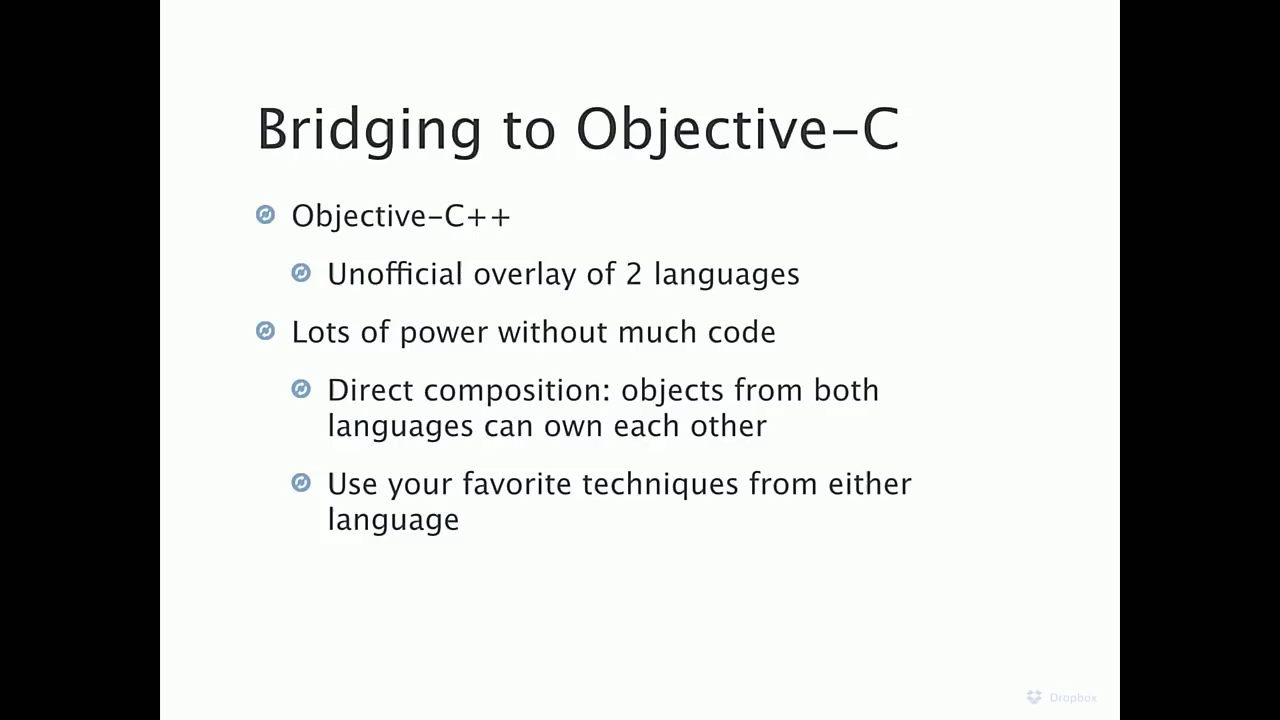 Bridging to Objective-C
Objective-C++
Unofficial overlay of 2 languages
Lots of power without much code
Direct composition: objects from both
languages can own each other
Use your favorite techniques from either
language
Dropbox